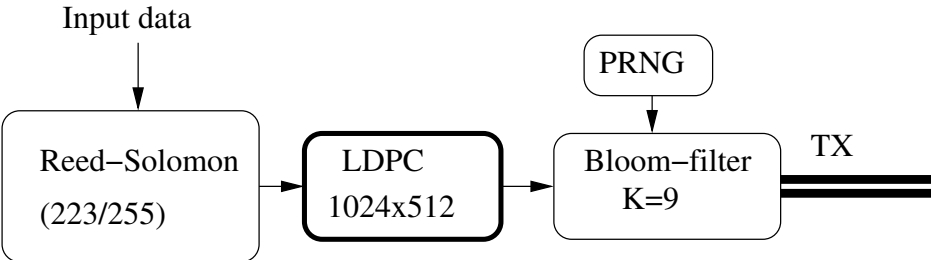 Input data
PRNG
Reed−Solomon
(223/255)
LDPC
1024x512
Bloom−filter
K=9
TX